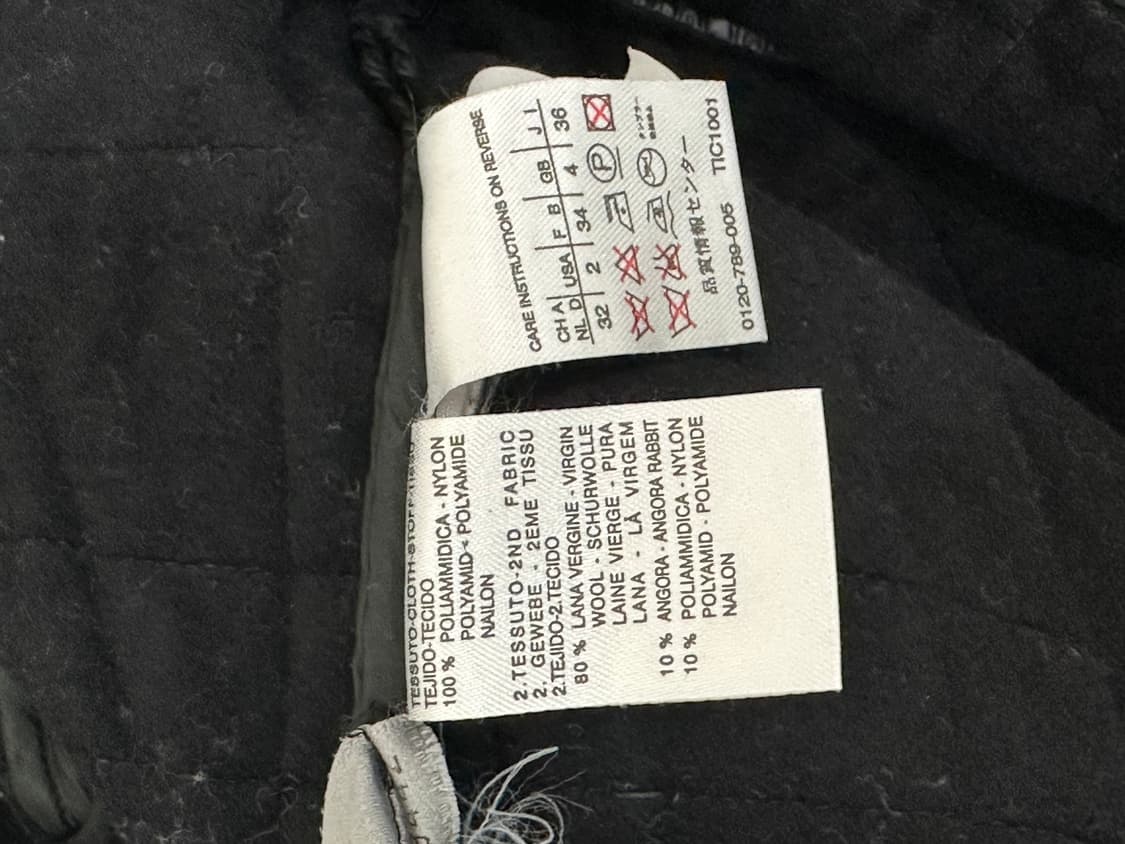 CARE INSTRUCTIONS ON REVERSE
CH A USA F B GB J I
NL D
32 2 34 4 36
P
品質情報センター
0120-789-005 TIC1001
TESSUTO-CLOTH-STOFF-TISSU
TEJIDO-TECIDO
100 % POLIAMMIDICA - NYLON
POLYAMID - POLYAMIDE
NAILON
2.TESSUTO-2ND FABRIC
2. GEWEBE - 2EME TISSU
2.TEJIDO-2.TECIDO
80 % LANA VERGINE - VIRGIN
WOOL - SCHURWOLLE
LAINE VIERGE - PURA
LANA - LÃ VIRGEM
10 % ANGORA - ANGORA RABBIT
10 % POLIAMMIDICA - NYLON
POLYAMID - POLYAMIDE
NAILON